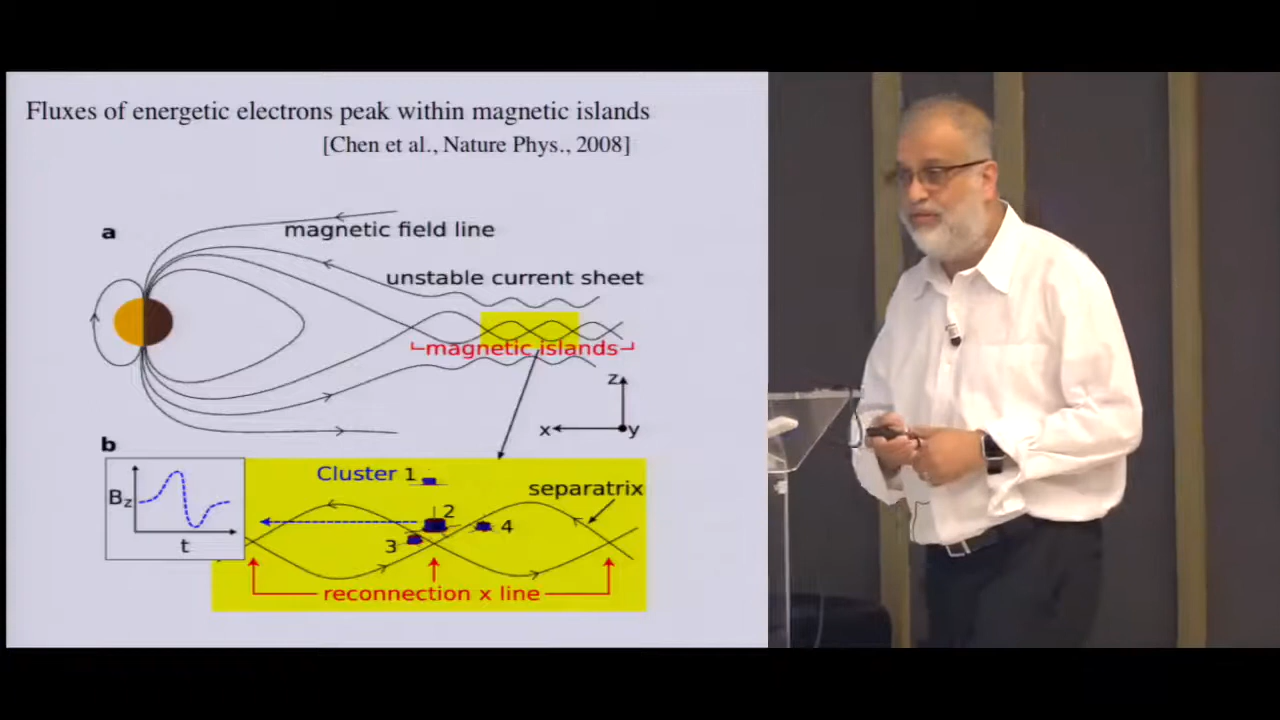 Fluxes of energetic electrons peak within magnetic islands
[Chen et al., Nature Phys., 2008]
a
magnetic field line
unstable current sheet
magnetic islands
z
x
y
b
Bz
t
Cluster 1
2
3
4
separatrix
reconnection x line